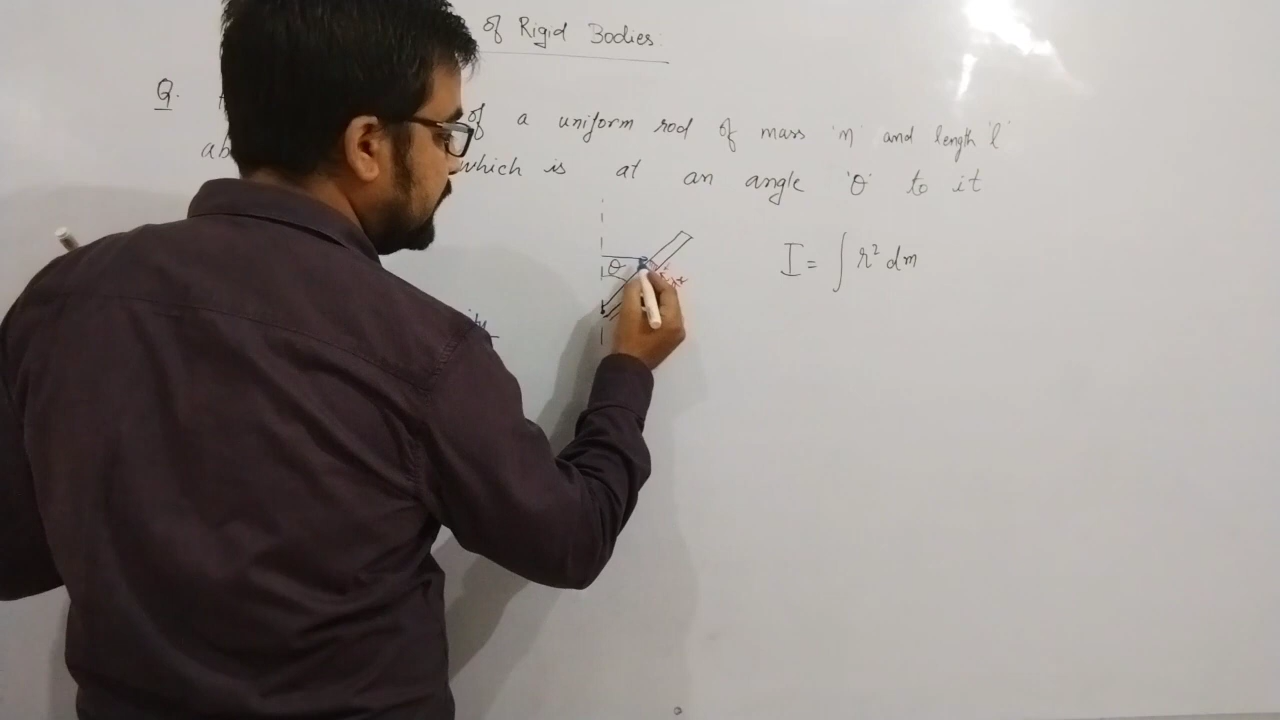 of Rigid Bodies:
Q. of a uniform rod of mass 'm' and length 'l'
ab which is at an angle 'θ' to it
θ
I = ∫ r² dm